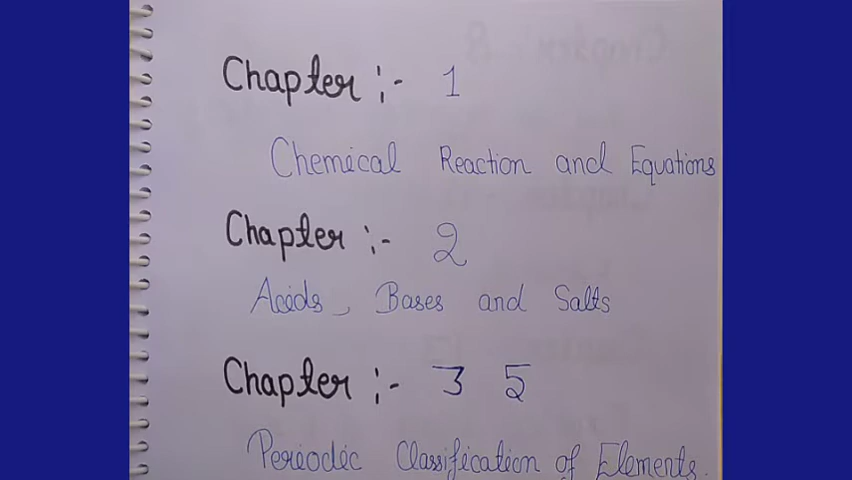 Chapter :- 1
Chemical Reaction and Equations
Chapter :- 2
Acids, Bases and Salts
Chapter :- 3 5
Periodic Classification of Elements.